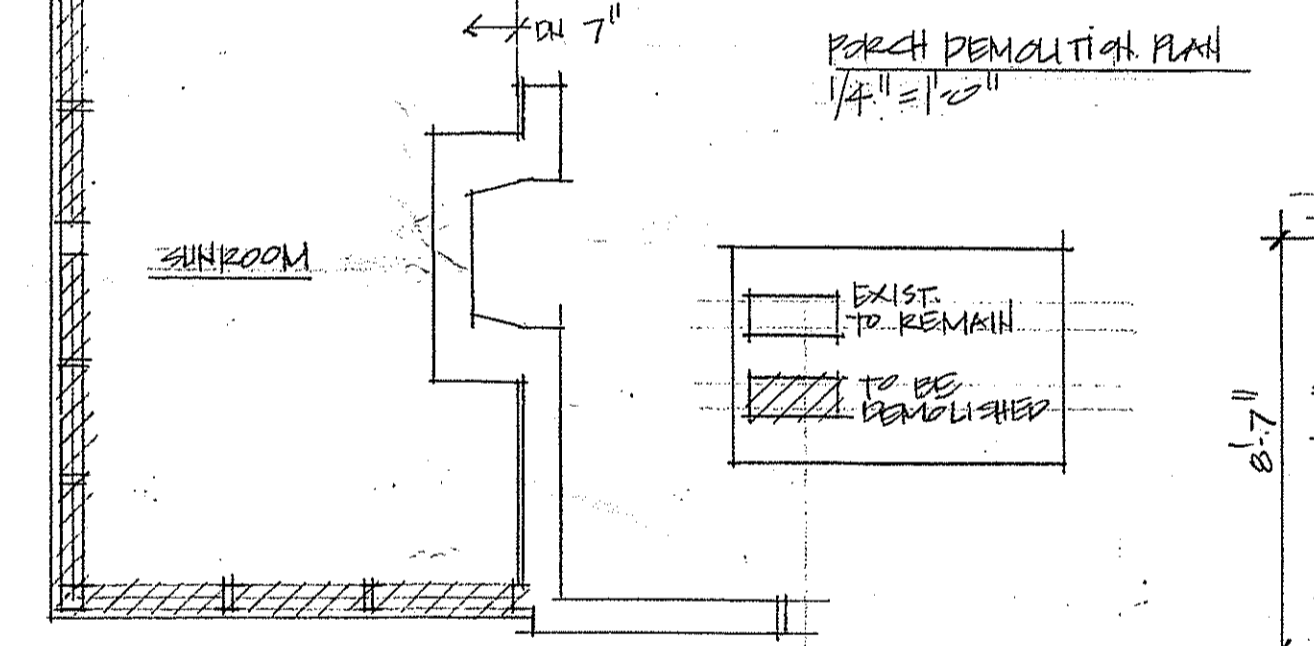 DN 7"
PORCH DEMOLITION PLAN
1/4" = 1'-0"
SUNROOM
EXIST.
TO REMAIN
TO BE
DEMOLISHED
8'-7"